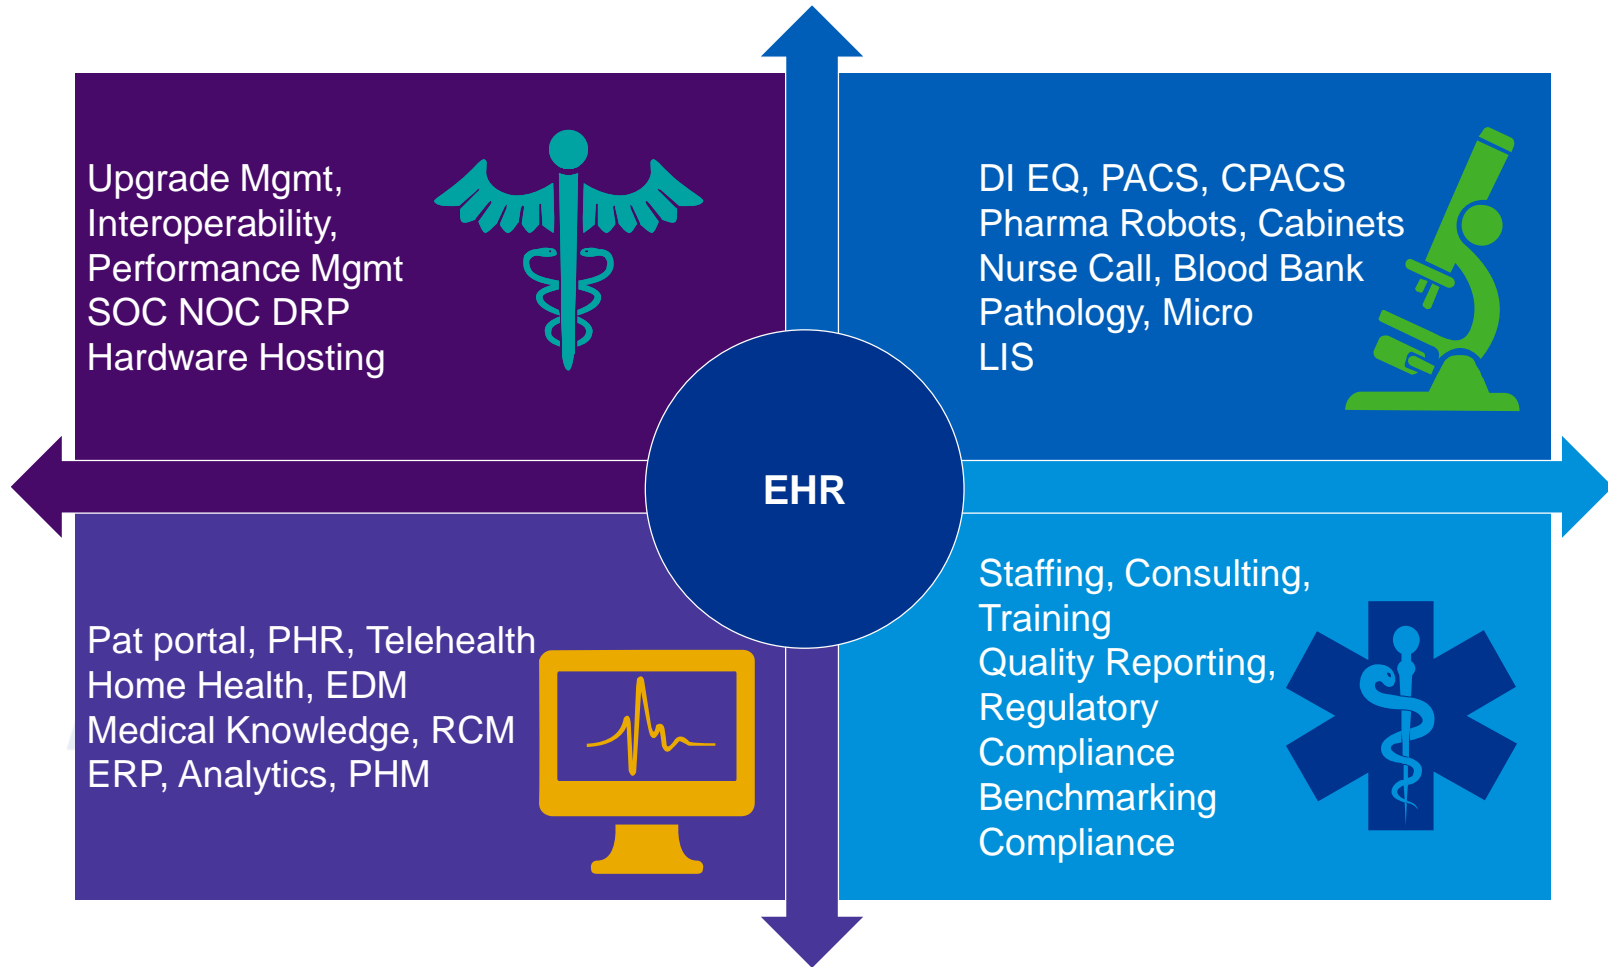 Upgrade Mgmt,
Interoperability,
Performance Mgmt
SOC NOC DRP
Hardware Hosting
DI EQ, PACS, CPACS
Pharma Robots, Cabinets
Nurse Call, Blood Bank
Pathology, Micro
LIS
EHR
Pat portal, PHR, Telehealth
Home Health, EDM
Medical Knowledge, RCM
ERP, Analytics, PHM
Staffing, Consulting,
Training
Quality Reporting,
Regulatory
Compliance
Benchmarking
Compliance